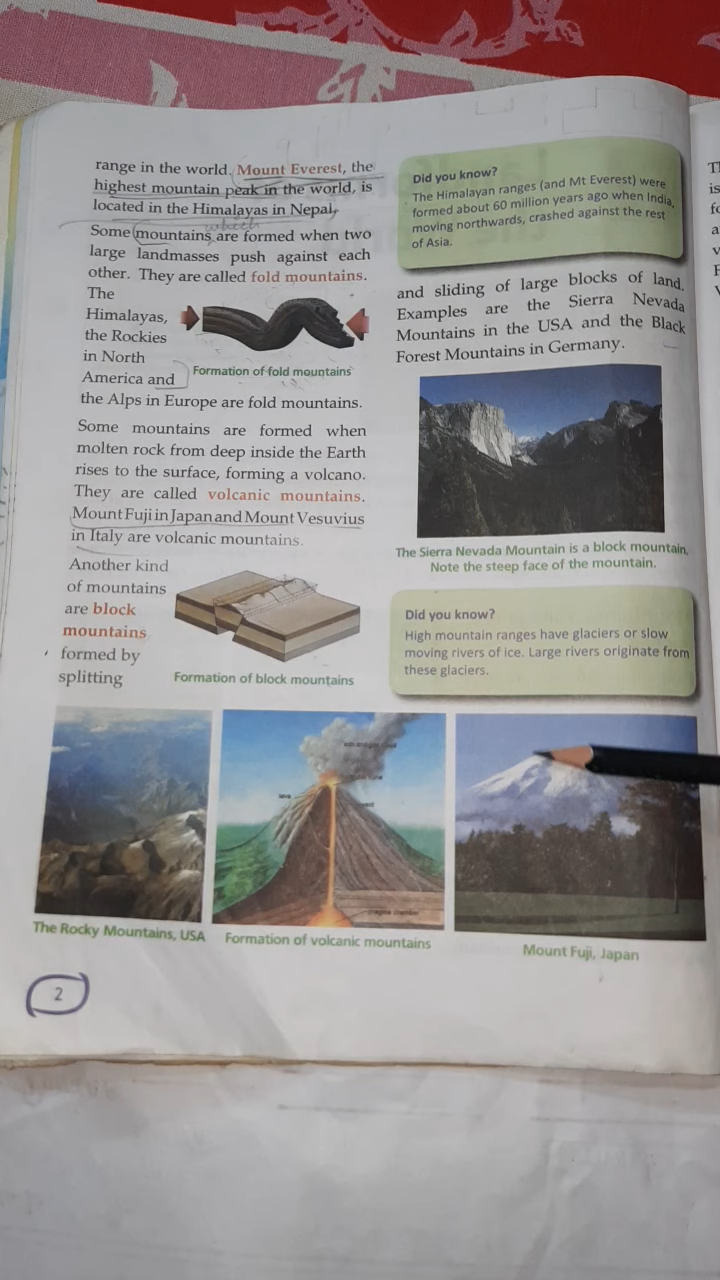 range in the world. Mount Everest, the
highest mountain peak in the world, is
located in the Himalayas in Nepal.
Some mountains are formed when two
large landmasses push against each
other. They are called fold mountains.
The
Himalayas,
the Rockies
in North
America and
Formation of fold mountains
the Alps in Europe are fold mountains.
Some mountains are formed when
molten rock from deep inside the Earth
rises to the surface, forming a volcano.
They are called volcanic mountains.
Mount Fuji in Japan and Mount Vesuvius
in Italy are volcanic mountains.
Another kind
of mountains
are block
mountains
formed by
splitting
Formation of block mountains
Did you know?
The Himalayan ranges (and Mt Everest) were
formed about 60 million years ago when India,
moving northwards, crashed against the rest
of Asia.
and sliding of large blocks of land.
Examples are the Sierra Nevada
Mountains in the USA and the Black
Forest Mountains in Germany.
The Sierra Nevada Mountain is a block mountain.
Note the steep face of the mountain.
Did you know?
High mountain ranges have glaciers or slow
moving rivers of ice. Large rivers originate from
these glaciers.
lava
magma chamber
The Rocky Mountains, USA
Formation of volcanic mountains
Mount Fuji, Japan
2